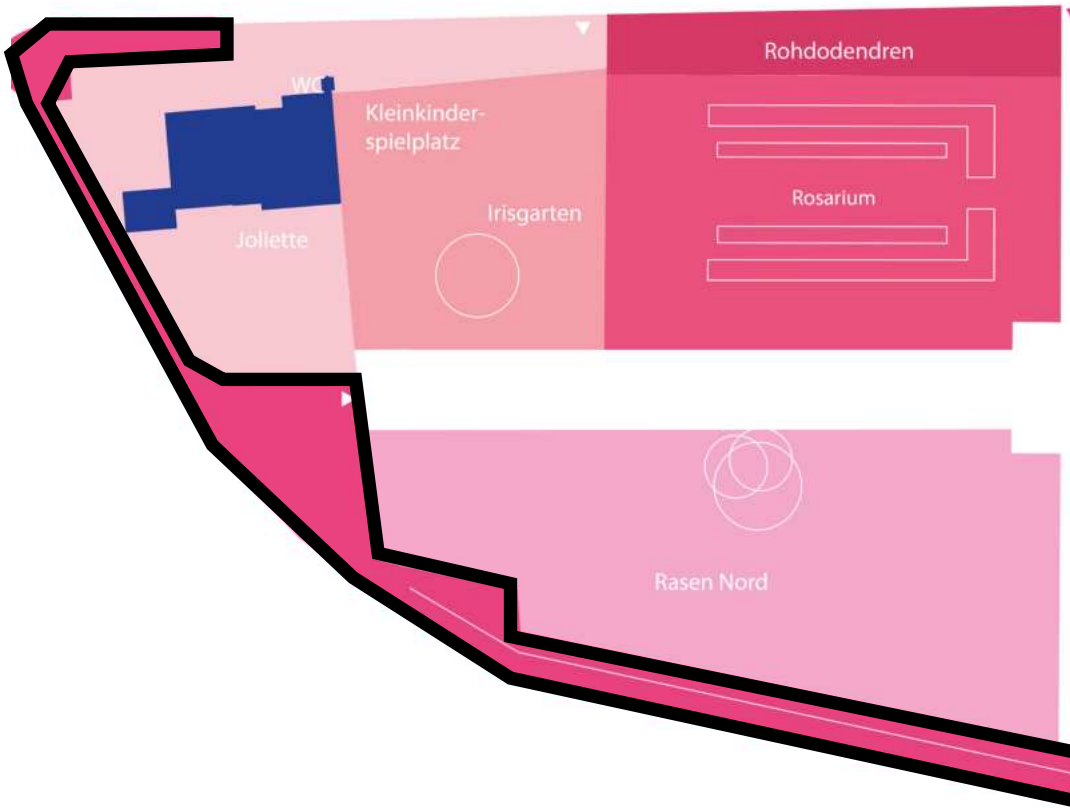 Rohdodendren
WC
Kleinkinder-
spielplatz
Rosarium
Irisgarten
Joliette
Rasen Nord